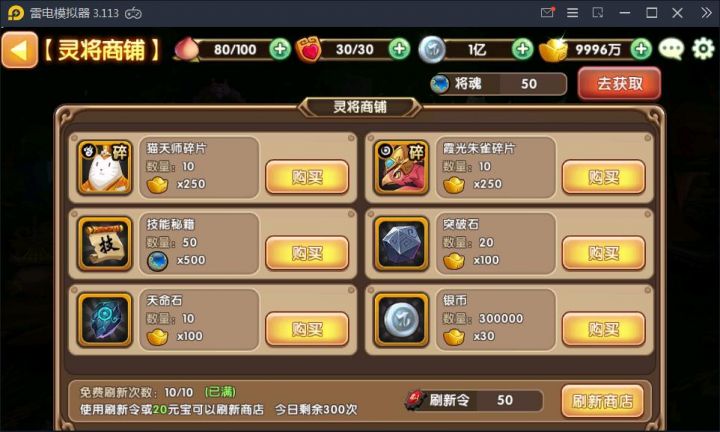 雷电模拟器 3.113
【灵将商铺】 80/100 30/30 1亿 9996万
将魂 50 去获取
灵将商铺
碎 猫天师碎片
数量: 10
x250
购买
碎 霞光朱雀碎片
数量: 10
x250
购买
技 技能秘籍
数量: 50
x500
购买
突破石
数量: 20
x100
购买
天命石
数量: 10
x100
购买
银币
数量: 300000
x30
购买
免费刷新次数: 10/10 (已满)
使用刷新令或20元宝可以刷新商店 今日剩余300次
刷新令 50
刷新商店